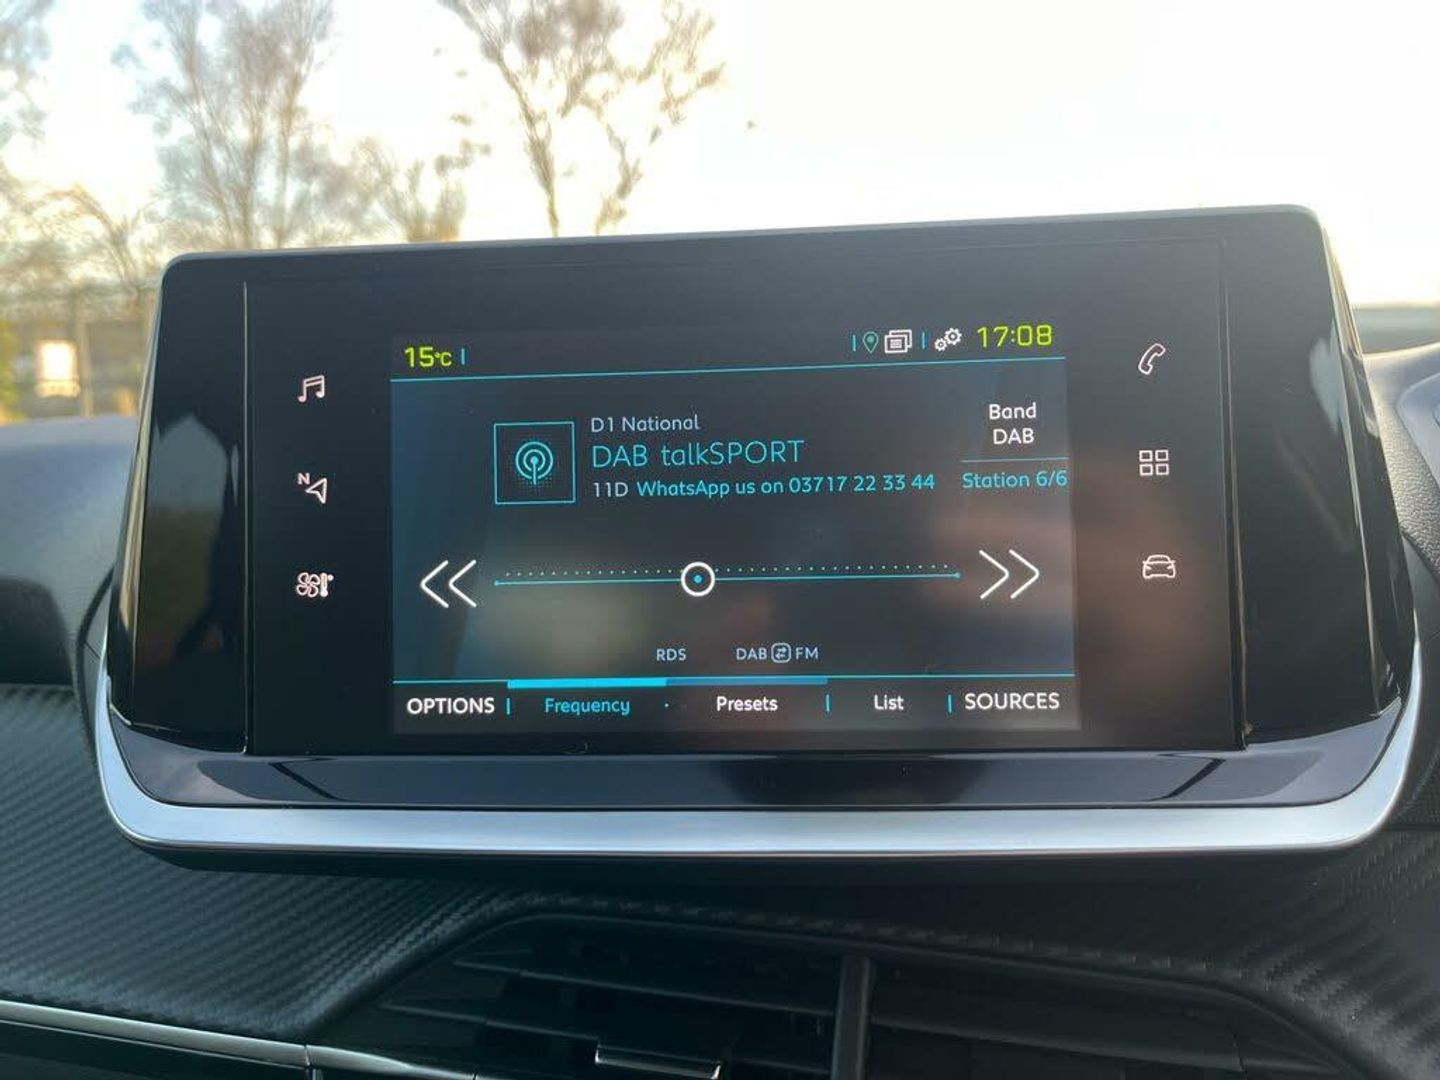 15°C
17:08
D1 National
DAB talkSPORT
11D WhatsApp us on 03717 22 33 44
Band
DAB
Station 6/6
N
RDS
DAB FM
OPTIONS
Frequency
Presets
List
SOURCES